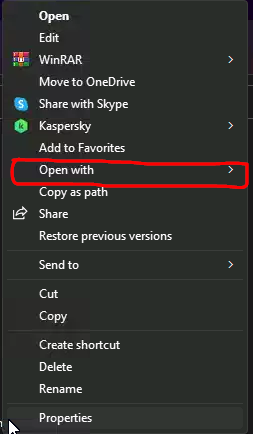 Open
Edit
WinRAR
Move to OneDrive
Share with Skype
Kaspersky
Add to Favorites
Open with
Copy as path
Share
Restore previous versions
Send to
Cut
Copy
Create shortcut
Delete
Rename
Properties